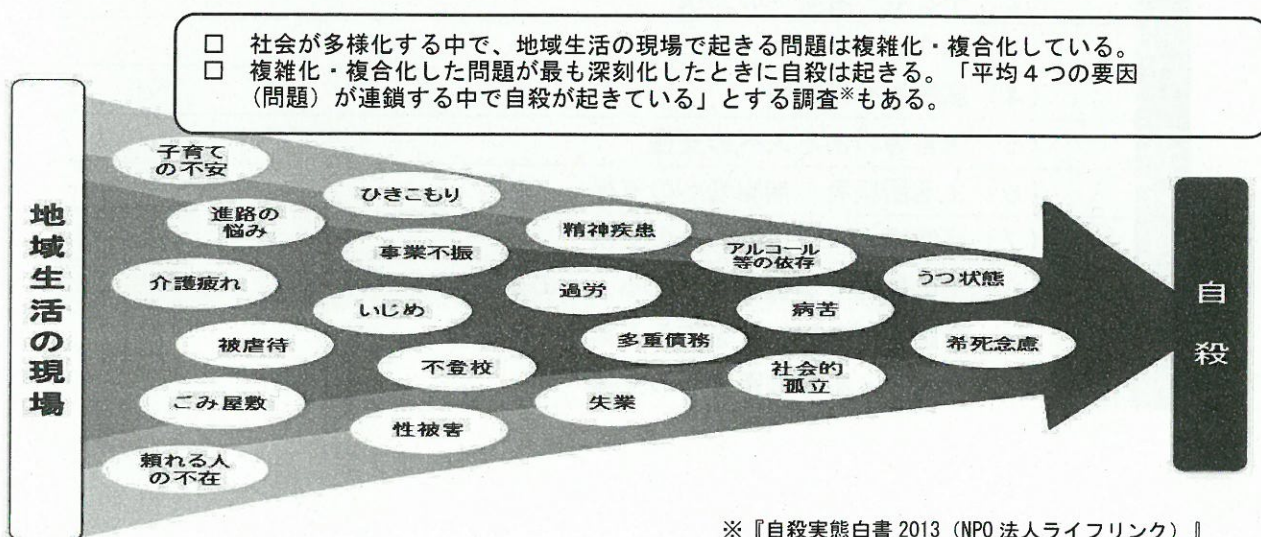 □ 社会が多様化する中で、地域生活の現場で起きる問題は複雑化・複合化している。
□ 複雑化・複合化した問題が最も深刻化したときに自殺は起きる。「平均４つの要因
(問題）が連鎖する中で自殺が起きている」とする調査※もある。
地域生活の現場
子育て
の不安
進路の
悩み
介護疲れ
被虐待
ごみ屋敷
頼れる人
の不在
ひきこもり
事業不振
いじめ
不登校
性被害
精神疾患
過労
多重債務
失業
アルコール
等の依存
病苦
社会的
孤立
うつ状態
希死念慮
自殺
※『自殺実態白書 2013（NPO 法人ライフリンク）』